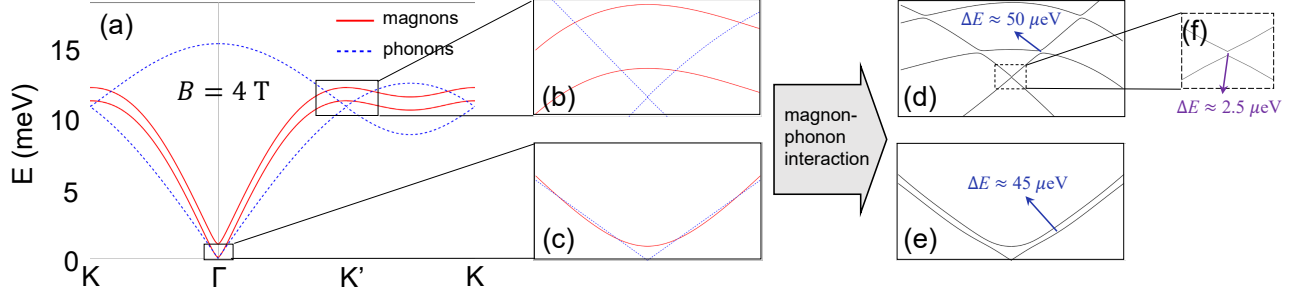 (a)
magnons
phonons
B = 4 T
E (meV)
15
10
5
0
K
Γ
K'
K
(b)
(c)
magnon-
phonon
interaction
ΔE ≈ 50 μeV
(d)
(f)
ΔE ≈ 2.5 μeV
ΔE ≈ 45 μeV
(e)